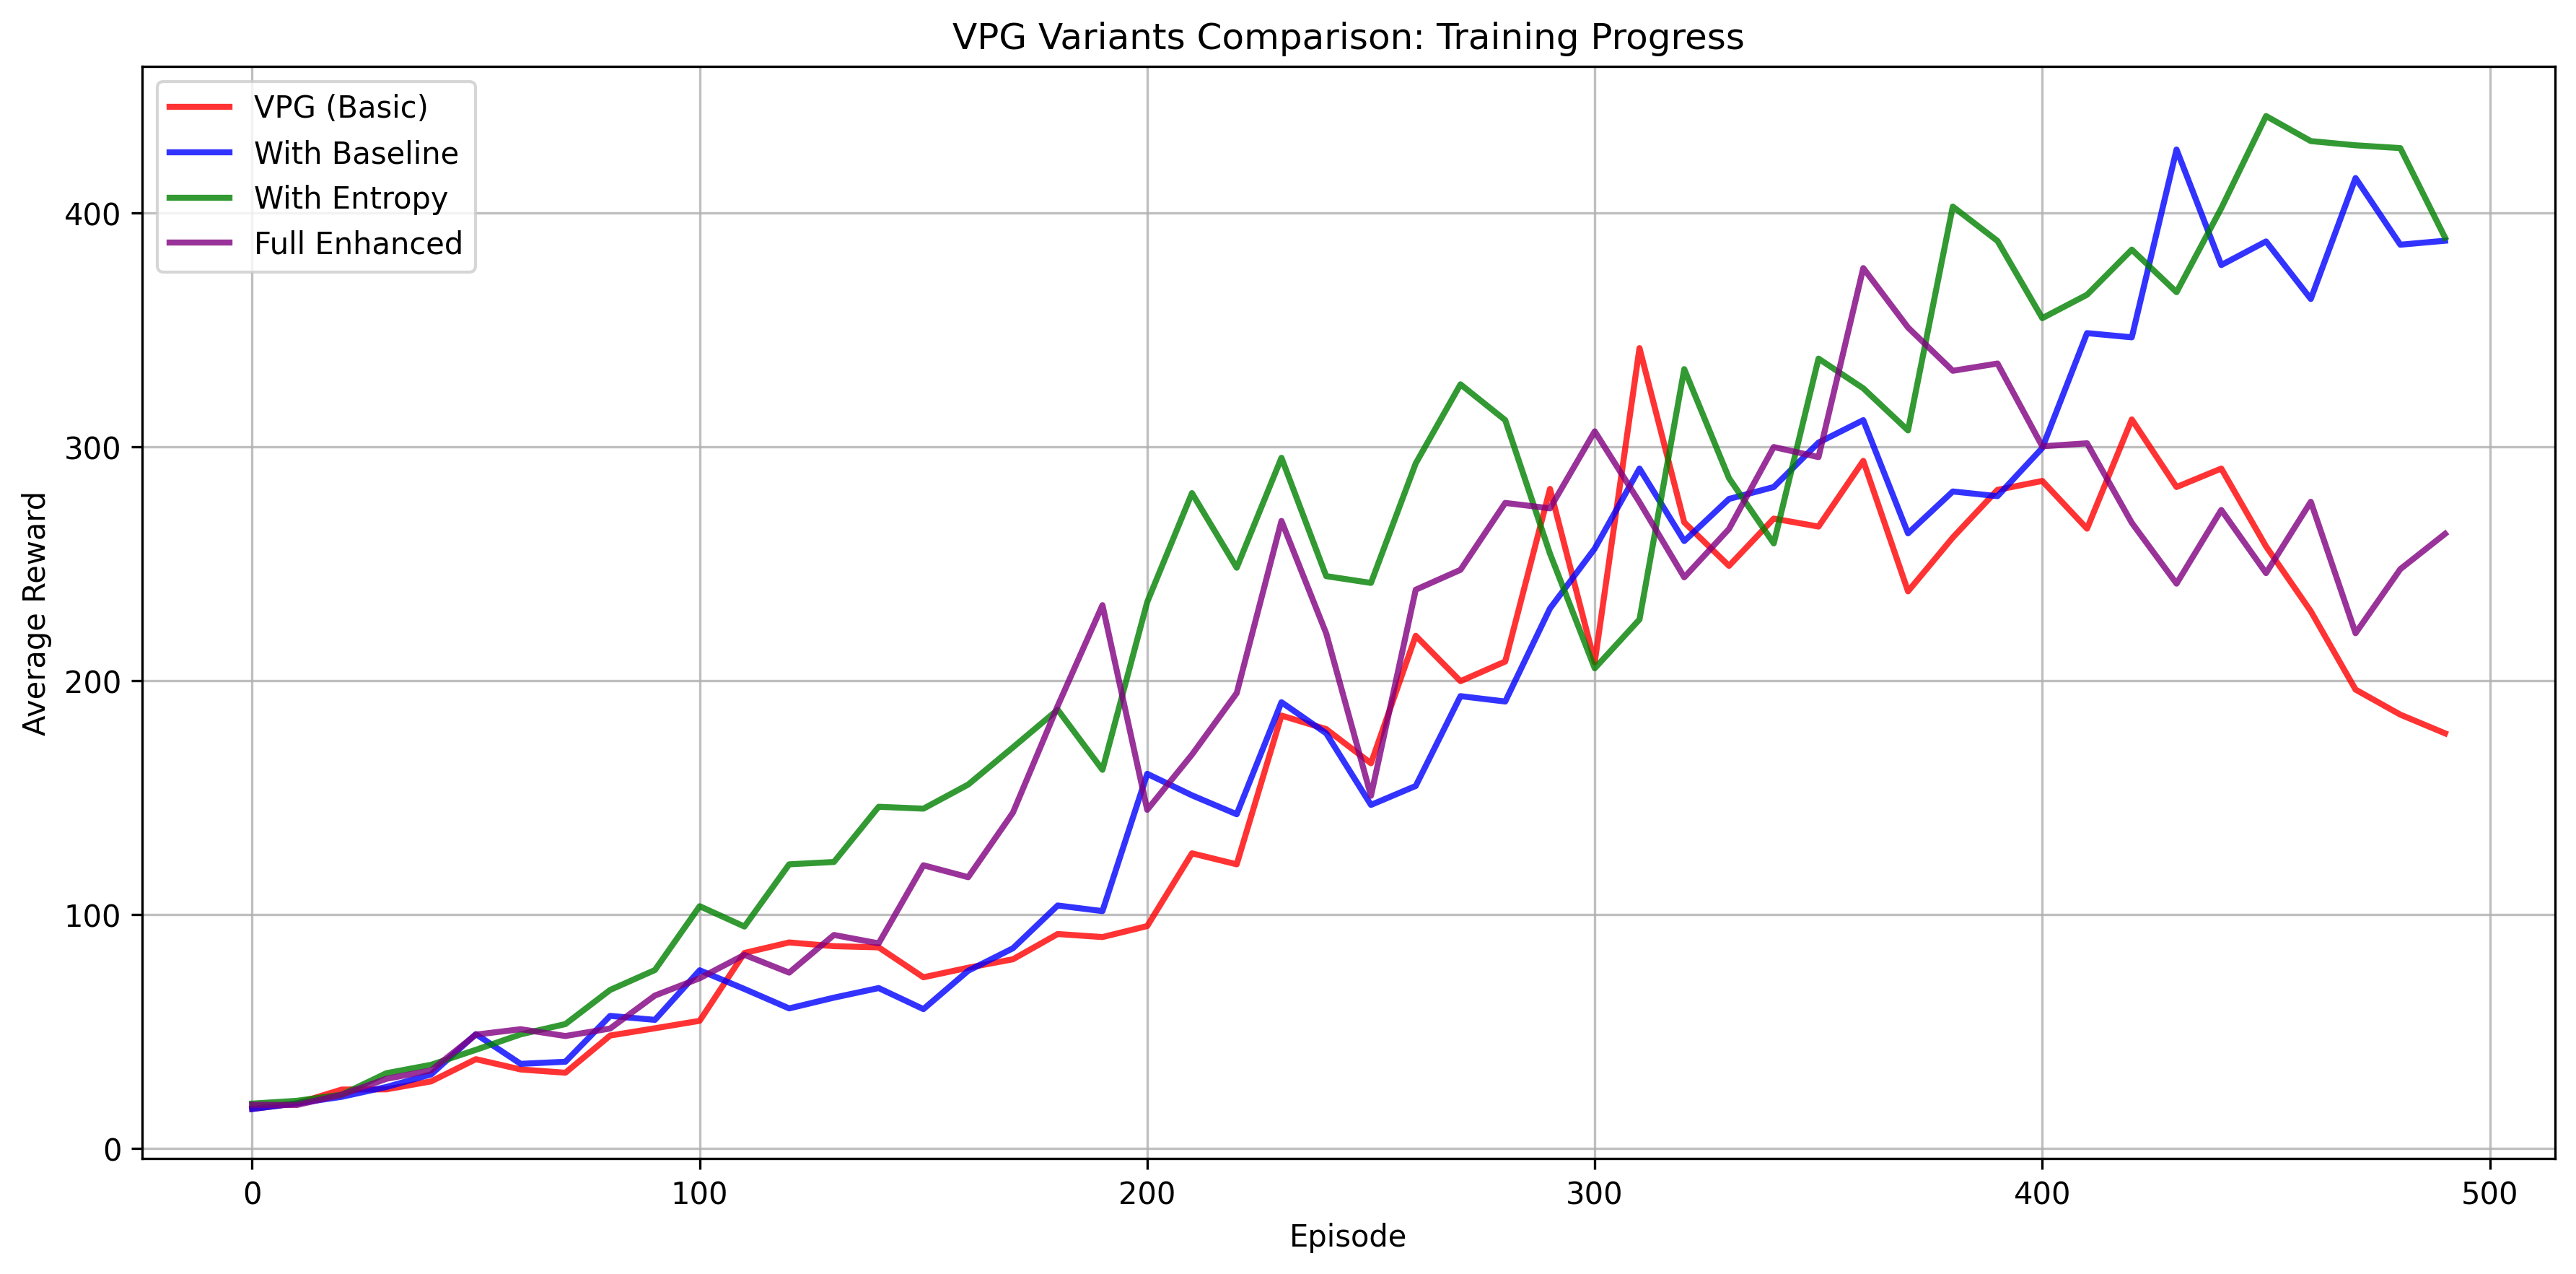 VPG Variants Comparison: Training Progress
VPG (Basic)
With Baseline
With Entropy
Full Enhanced
Average Reward
400
300
200
100
0
0 100 200 300 400 500
Episode